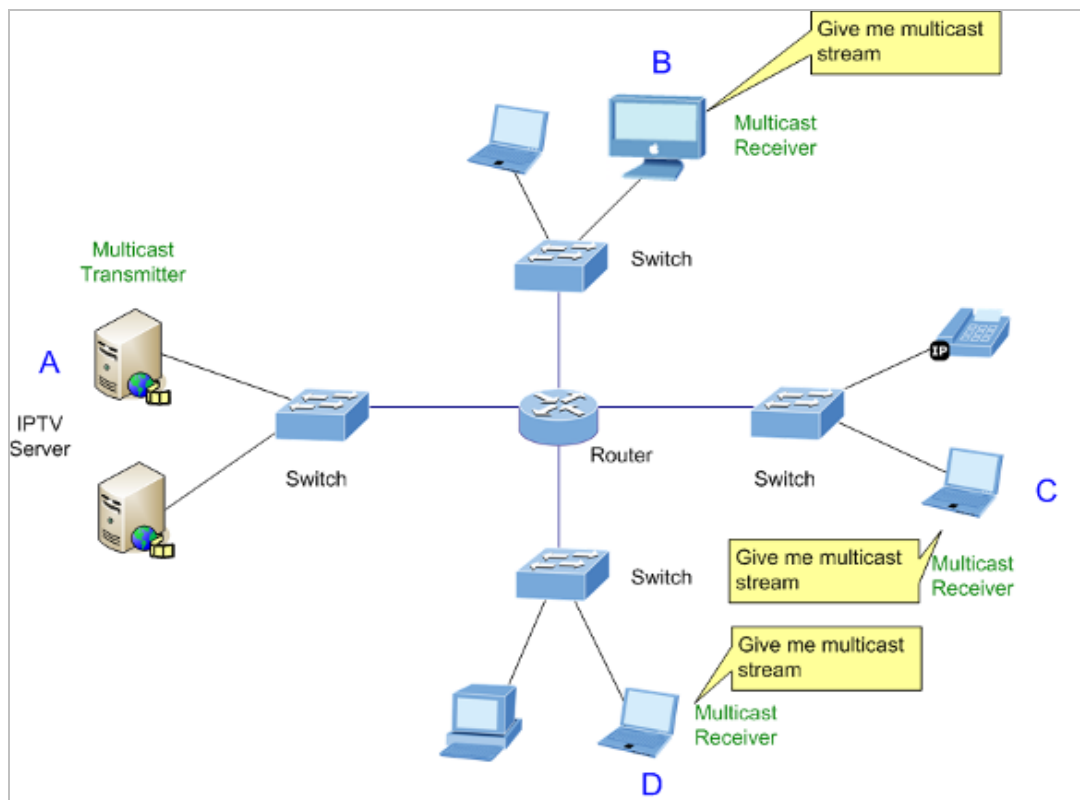 Give me multicast
stream
B
Multicast
Receiver
Switch
Multicast
Transmitter
A
IPTV
Server
IP
Switch
Router
Switch
C
Give me multicast
stream
Multicast
Receiver
Switch
Give me multicast
stream
Multicast
Receiver
D